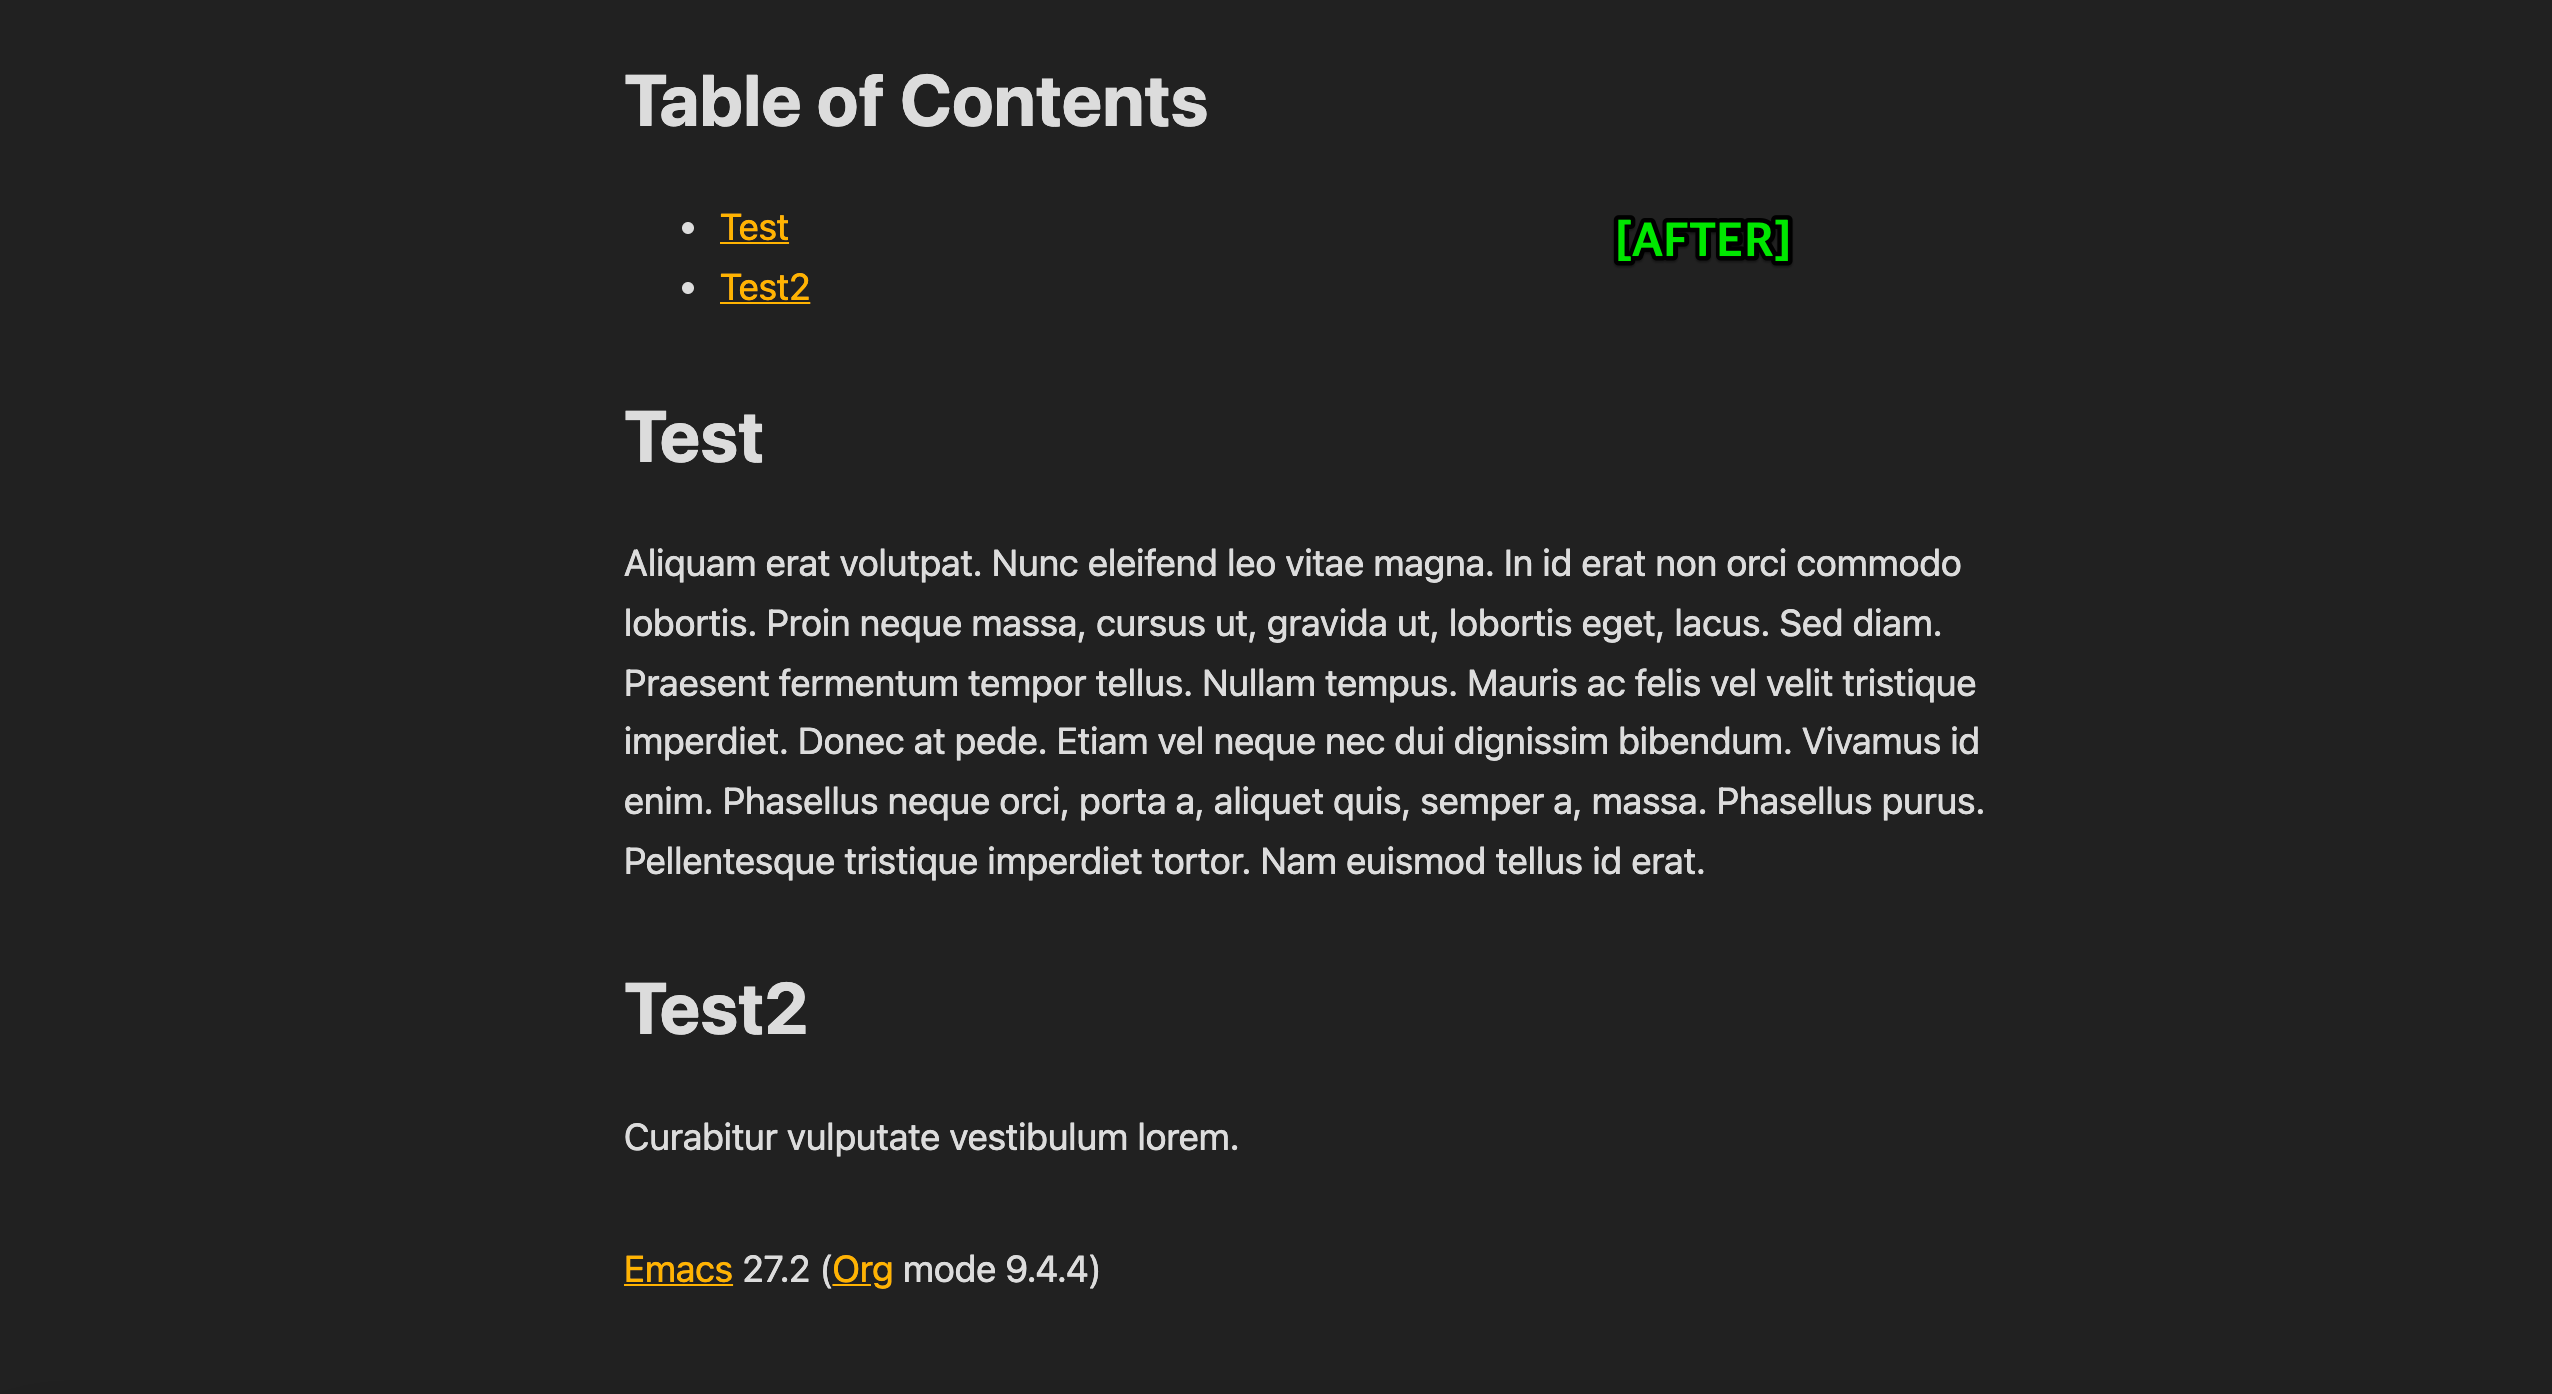 Table of Contents
Test
[AFTER]
Test2
Test
Aliquam erat volutpat. Nunc eleifend leo vitae magna. In id erat non orci commodo
lobortis. Proin neque massa, cursus ut, gravida ut, lobortis eget, lacus. Sed diam.
Praesent fermentum tempor tellus. Nullam tempus. Mauris ac felis vel velit tristique
imperdiet. Donec at pede. Etiam vel neque nec dui dignissim bibendum. Vivamus id
enim. Phasellus neque orci, porta a, aliquet quis, semper a, massa. Phasellus purus.
Pellentesque tristique imperdiet tortor. Nam euismod tellus id erat.
Test2
Curabitur vulputate vestibulum lorem.
Emacs 27.2 (Org mode 9.4.4)